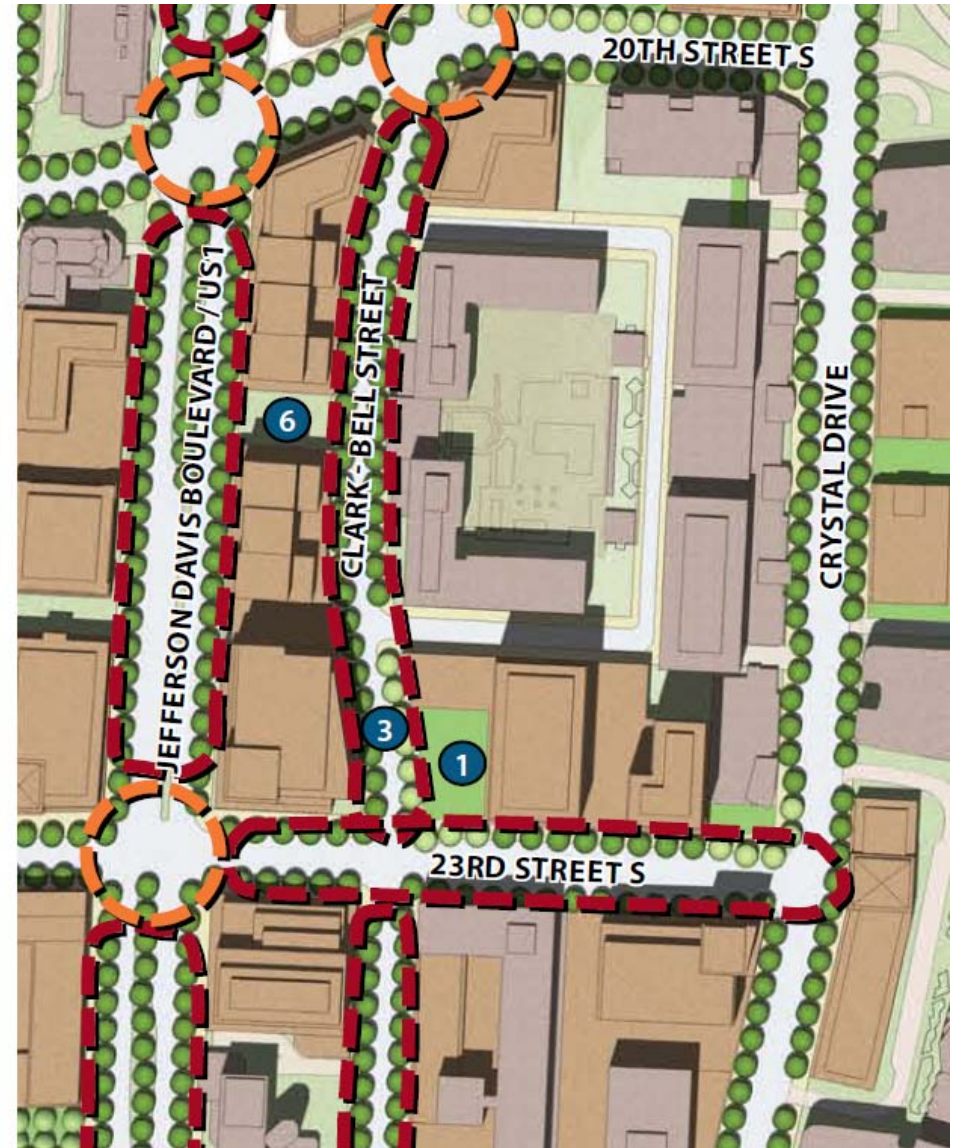 20TH STREET S
JEFFERSON DAVIS BOULEVARD/US1
CLARK - BELL STREET
CRYSTAL DRIVE
6
3
1
23RD STREET S